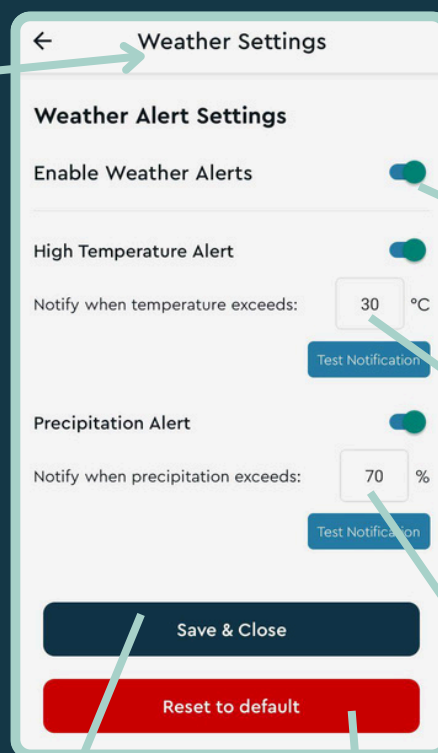 Weather Settings
Weather Alert Settings
Enable Weather Alerts
High Temperature Alert
Notify when temperature exceeds: 30 °C
Test Notification
Precipitation Alert
Notify when precipitation exceeds: 70 %
Test Notification
Save & Close
Reset to default